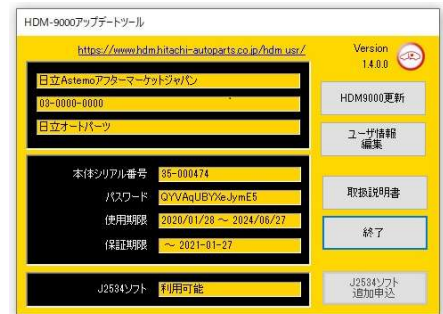 HDM-9000アップデートツール
https://www.hdm.hitachi-autoparts.co.jp/hdm_usr/
Version
1.4.0.0
日立Astemoアフターマーケットジャパン
03-0000-0000
日立オートパーツ
HDM9000更新
ユーザ情報
編集
本体シリアル番号 35-000474
パスワード QYVAqUBYXeJymE5
使用期限 2020/01/28 ～ 2024/06/27
保証期限 ～ 2021-01-27
取扱説明書
終了
J2534ソフト 利用可能
J2534ソフト
追加申込